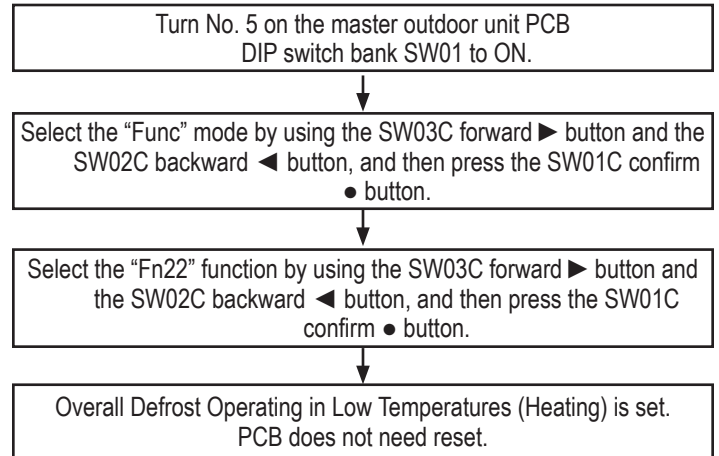 Turn No. 5 on the master outdoor unit PCB
DIP switch bank SW01 to ON.
Select the “Func” mode by using the SW03C forward ► button and the
SW02C backward ◄ button, and then press the SW01C confirm
● button.
Select the “Fn22” function by using the SW03C forward ► button and
the SW02C backward ◄ button, and then press the SW01C
confirm ● button.
Overall Defrost Operating in Low Temperatures (Heating) is set.
PCB does not need reset.